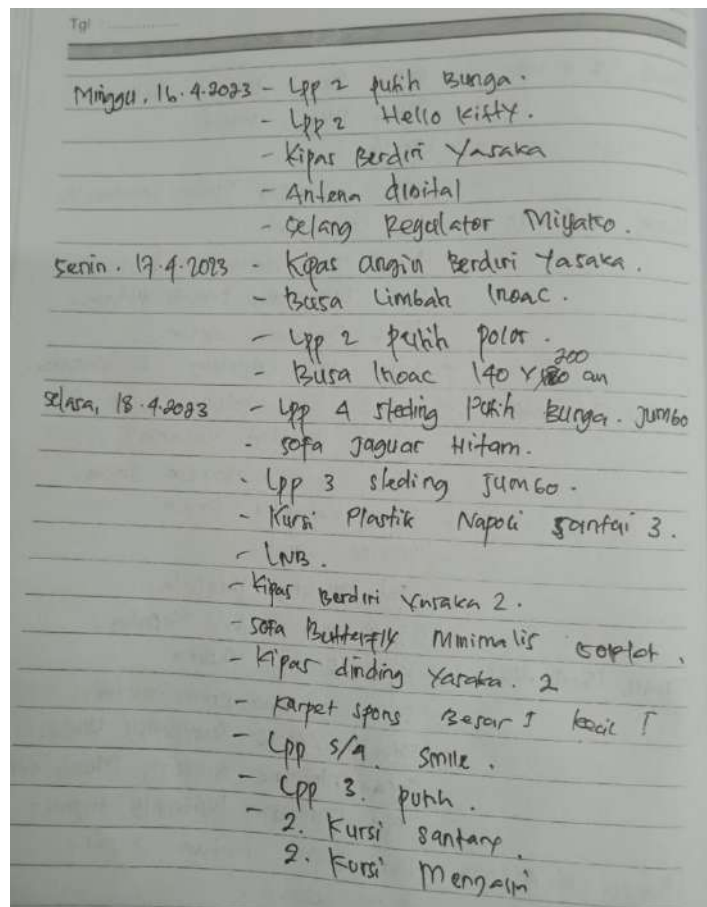 Tgl
Minggu, 16.4.2023 - Lpp 2 putih Bunga.
- Lpp 2 Hello Kitty.
- Kipas Berdiri Yasaka
- Antena digital
- Selang Regulator Miyako.
Senin. 17.4.2023 - Kipas angin Berdiri Yasaka.
- Busa Limbah Inoac.
- Lpp 2 putih polos.
- Busa Inoac 140 x 200 an
Selasa, 18.4.2023 - Lpp 4 sleding Putih Bunga. Jumbo
- Sofa Jaguar Hitam.
- Lpp 3 sleding Jumbo.
- Kursi Plastik Napoli santai 3.
- LNB.
- Kipas Berdiri Yasaka 2.
- Sofa Butterfly Mnimalis
- Kipas dinding Yasaka. 2
- Karpet spons Besar 1 kecil 1
- Lpp s/a. Smile.
- Lpp 3. putih.
- 2. Kursi
2. Kursi